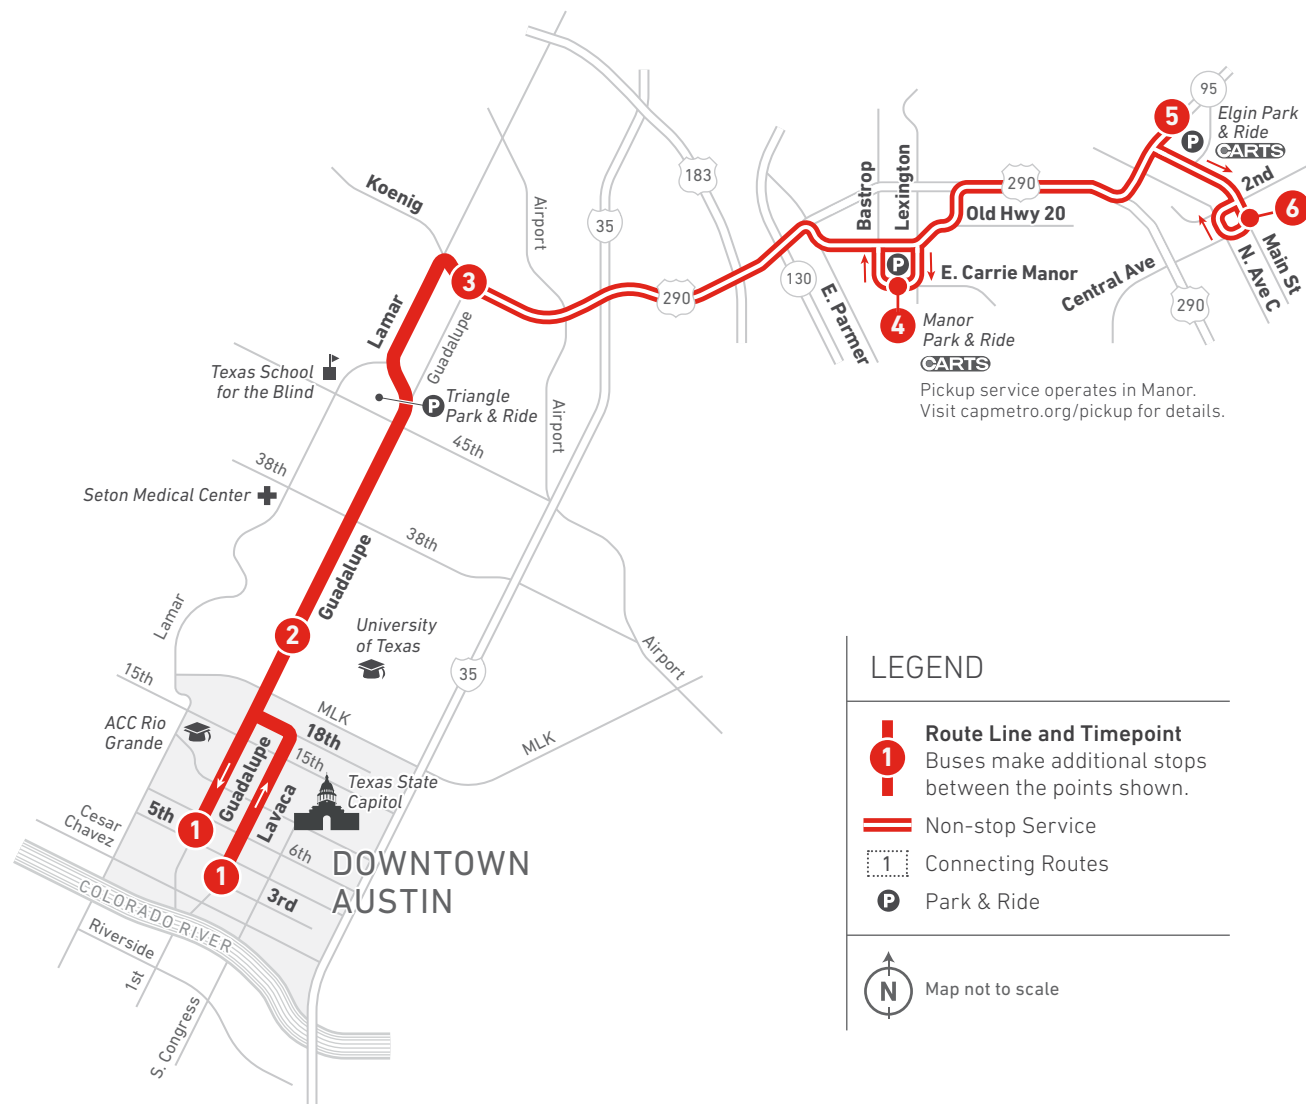 95
5
Elgin Park
& Ride
CARTS
2nd
6
Main St
N. Ave C
Central Ave
290
290
Old Hwy 20
Bastrop
Lexington
P
P
E. Carrie Manor
4
Manor
Park & Ride
CARTS
Pickup service operates in Manor.
Visit capmetro.org/pickup for details.
130
E. Parmer
183
35
290
Airport
Airport
Koenig
3
Lamar
Guadalupe
Texas School
for the Blind
P
Triangle
Park & Ride
45th
38th
Seton Medical Center
38th
Guadalupe
Lamar
2
University
of Texas
35
Airport
MLK
15th
MLK
18th
15th
ACC Rio
Grande
Guadalupe
Lavaca
Texas State
Capitol
5th
1
1
6th
3rd
Cesar
Chavez
DOWNTOWN
AUSTIN
COLORADO RIVER
Riverside
1st
S. Congress
LEGEND
1
Route Line and Timepoint
Buses make additional stops
between the points shown.
Non-stop Service
1
Connecting Routes
P
Park & Ride
N
Map not to scale